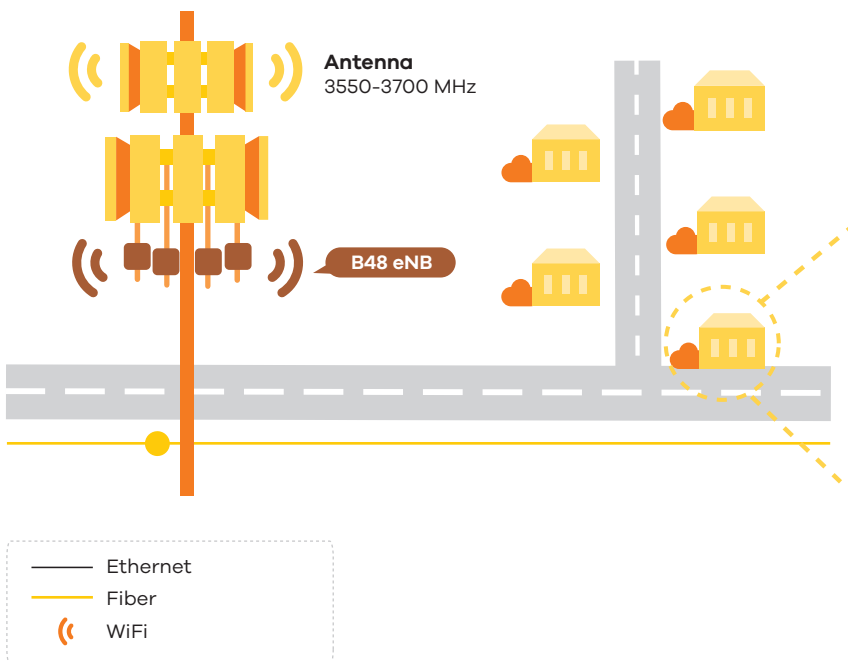 Antenna
3550-3700 MHz
B48 eNB
Ethernet
Fiber
WiFi